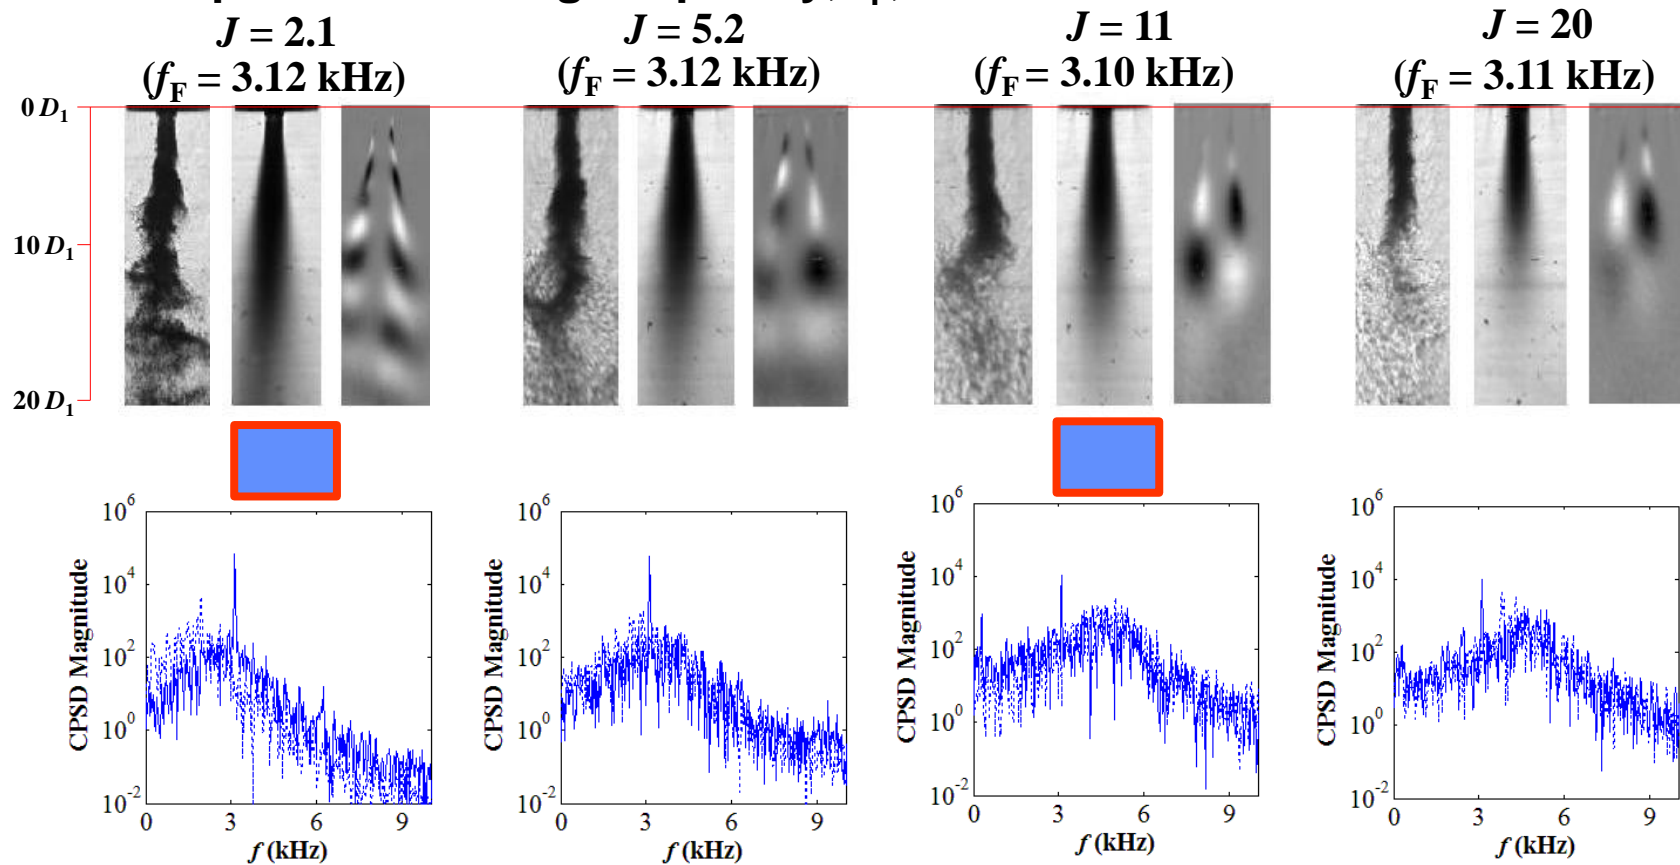 J = 2.1
(fF = 3.12 kHz)
J = 5.2
(fF = 3.12 kHz)
J = 11
(fF = 3.10 kHz)
J = 20
(fF = 3.11 kHz)
0 D1
10 D1
20 D1
10^6
10^4
10^2
10^0
10^-2
CPSD Magnitude
0 3 6 9
f (kHz)
10^6
10^4
10^2
10^0
10^-2
CPSD Magnitude
0 3 6 9
f (kHz)
10^6
10^4
10^2
10^0
10^-2
CPSD Magnitude
0 3 6 9
f (kHz)
10^6
10^4
10^2
10^0
10^-2
CPSD Magnitude
0 3 6 9
f (kHz)